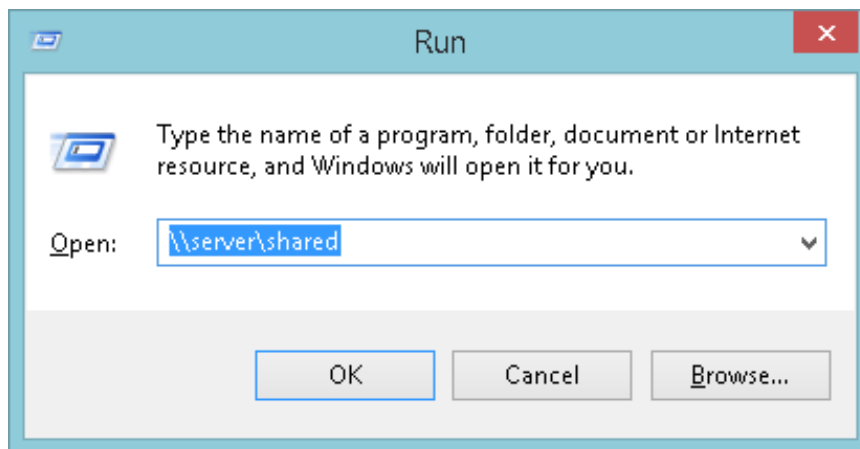 Run
Type the name of a program, folder, document or Internet
resource, and Windows will open it for you.
Open: \\server\shared
OK Cancel Browse...